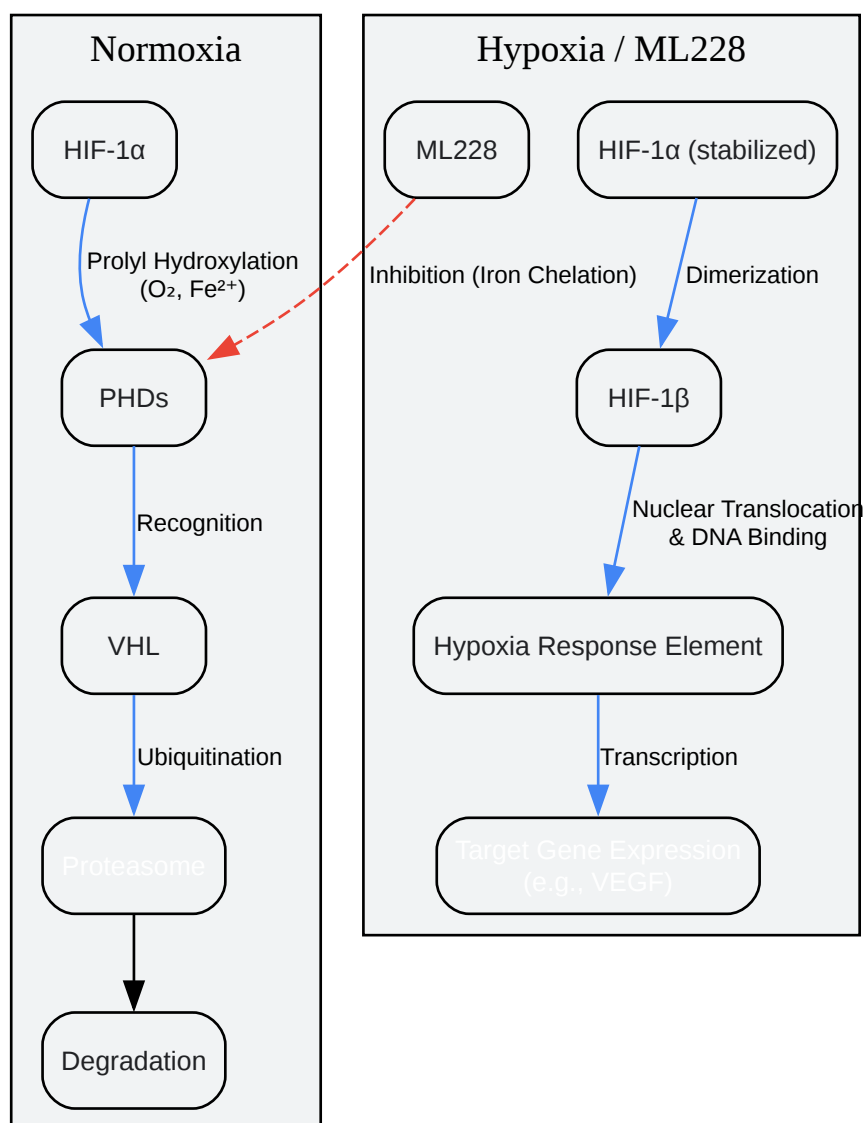 Normoxia
HIF-1α
Prolyl Hydroxylation
(O₂, Fe²⁺)
PHDs
Recognition
VHL
Ubiquitination
Proteasome
Degradation
Hypoxia / ML228
ML228
HIF-1α (stabilized)
Inhibition (Iron Chelation)
Dimerization
HIF-1β
Nuclear Translocation
& DNA Binding
Hypoxia Response Element
Transcription
Target Gene Expression
(e.g., VEGF)